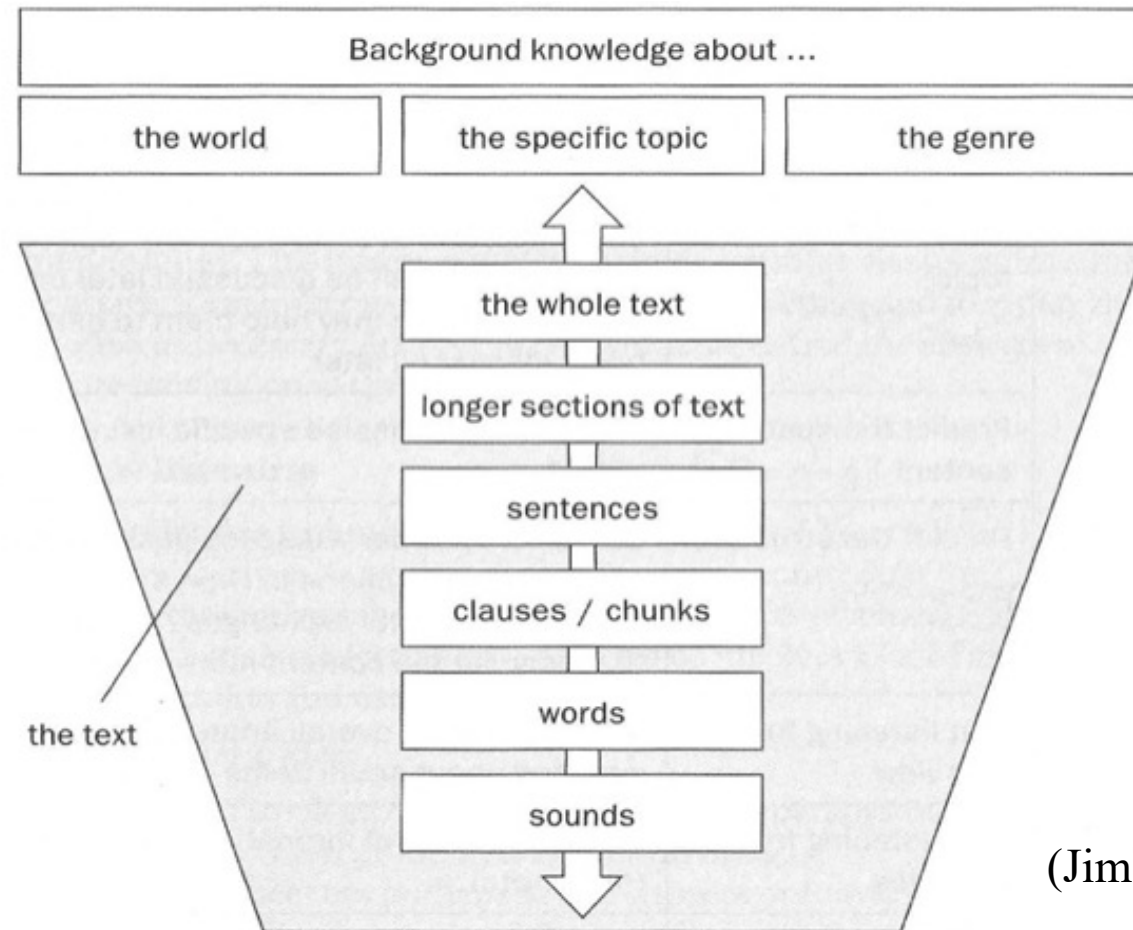 Background knowledge about ...
the world
the specific topic
the genre
the whole text
longer sections of text
sentences
clauses / chunks
words
the text
sounds
(Jim